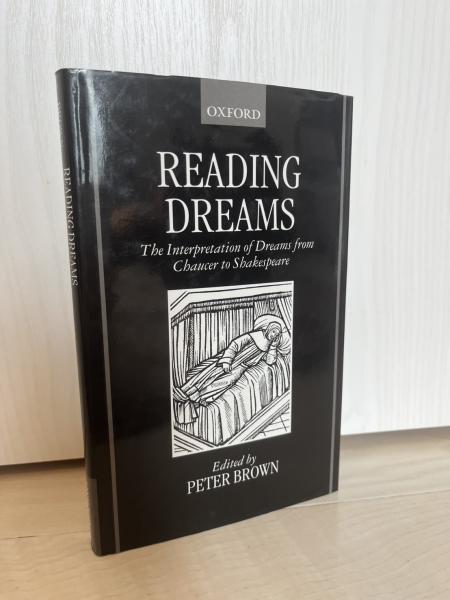 OXFORD
READING
DREAMS
The Interpretation of Dreams from
Chaucer to Shakespeare
Edited by
PETER BROWN
READING DREAMS